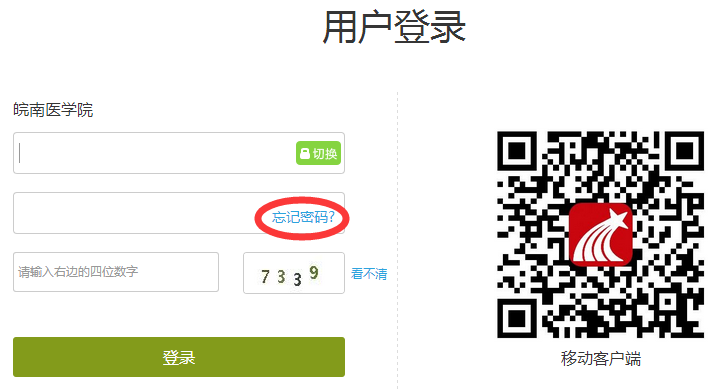 用户登录
皖南医学院
切换
忘记密码?
请输入右边的四位数字
7339
看不清
登录
移动客户端